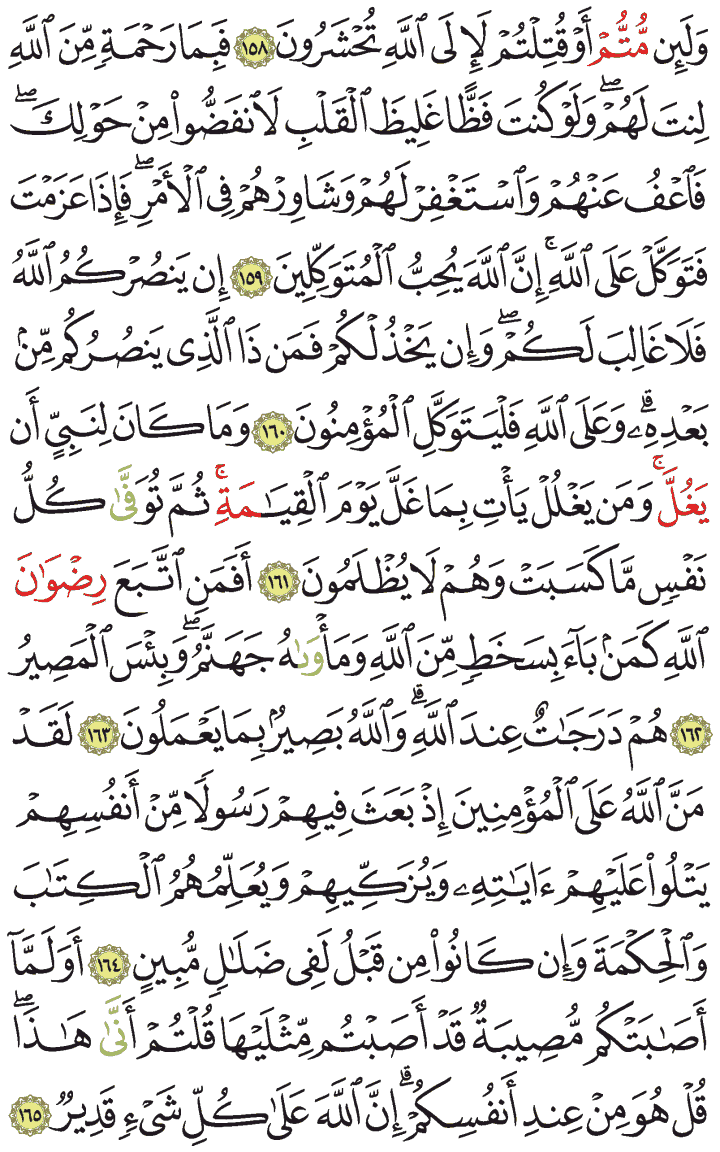 وَلَئِن مُّتُّمْ أَوْ قُتِلْتُمْ لَإِلَى ٱللَّهِ تُحْشَرُونَ ١٥٨ فَبِمَا رَحْمَةٍ مِّنَ ٱللَّهِ
لِنتَ لَهُمْ ۖ وَلَوْ كُنتَ فَظًّا غَلِيظَ ٱلْقَلْبِ لَٱنفَضُّوا۟ مِنْ حَوْلِكَ ۖ
فَٱعْفُ عَنْهُمْ وَٱسْتَغْفِرْ لَهُمْ وَشَاوِرْهُمْ فِى ٱلْأَمْرِ ۖ فَإِذَا عَزَمْتَ
فَتَوَكَّلْ عَلَى ٱللَّهِ ۚ إِنَّ ٱللَّهَ يُحِبُّ ٱلْمُتَوَكِّلِينَ ١٥٩ إِن يَنصُرْكُمُ ٱللَّهُ
فَلَا غَالِبَ لَكُمْ ۖ وَإِن يَخْذُلْكُمْ فَمَن ذَا ٱلَّذِى يَنصُرُكُم مِّنۢ
بَعْدِهِۦ ۗ وَعَلَى ٱللَّهِ فَلْيَتَوَكَّلِ ٱلْمُؤْمِنُونَ ١٦٠ وَمَا كَانَ لِنَبِىٍّ أَن
يَغُلَّ ۚ وَمَن يَغْلُلْ يَأْتِ بِمَا غَلَّ يَوْمَ ٱلْقِيَـٰمَةِ ۚ ثُمَّ تُوَفَّىٰ كُلُّ
نَفْسٍ مَّا كَسَبَتْ وَهُمْ لَا يُظْلَمُونَ ١٦١ أَفَمَنِ ٱتَّبَعَ رِضْوَٰنَ
ٱللَّهِ كَمَنۢ بَآءَ بِسَخَطٍ مِّنَ ٱللَّهِ وَمَأْوَىٰهُ جَهَنَّمُ ۖ وَبِئْسَ ٱلْمَصِيرُ
١٦٢ هُمْ دَرَجَـٰتٌ عِندَ ٱللَّهِ ۗ وَٱللَّهُ بَصِيرٌۢ بِمَا يَعْمَلُونَ ١٦٣ لَقَدْ
مَنَّ ٱللَّهُ عَلَى ٱلْمُؤْمِنِينَ إِذْ بَعَثَ فِيهِمْ رَسُولًا مِّنْ أَنفُسِهِمْ
يَتْلُوا۟ عَلَيْهِمْ ءَايَـٰتِهِۦ وَيُزَكِّيهِمْ وَيُعَلِّمُهُمُ ٱلْكِتَـٰبَ
وَٱلْحِكْمَةَ وَإِن كَانُوا۟ مِن قَبْلُ لَفِى ضَلَـٰلٍ مُّبِينٍ ١٦٤ أَوَلَمَّآ
أَصَـٰبَتْكُم مُّصِيبَةٌ قَدْ أَصَبْتُم مِّثْلَيْهَا قُلْتُمْ أَنَّىٰ هَـٰذَا ۖ
قُلْ هُوَ مِنْ عِندِ أَنفُسِكُمْ ۗ إِنَّ ٱللَّهَ عَلَىٰ كُلِّ شَىْءٍ قَدِيرٌ ١٦٥